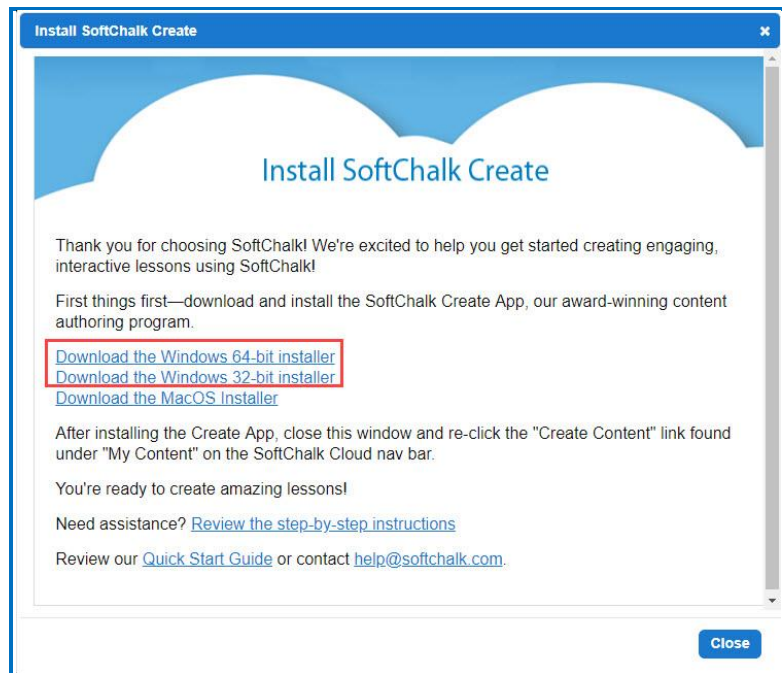 Install SoftChalk Create
Install SoftChalk Create
Thank you for choosing SoftChalk! We're excited to help you get started creating engaging,
interactive lessons using SoftChalk!
First things first—download and install the SoftChalk Create App, our award-winning content
authoring program.
Download the Windows 64-bit installer
Download the Windows 32-bit installer
Download the MacOS Installer
After installing the Create App, close this window and re-click the "Create Content" link found
under "My Content" on the SoftChalk Cloud nav bar.
You're ready to create amazing lessons!
Need assistance? Review the step-by-step instructions
Review our Quick Start Guide or contact help@softchalk.com.
Close